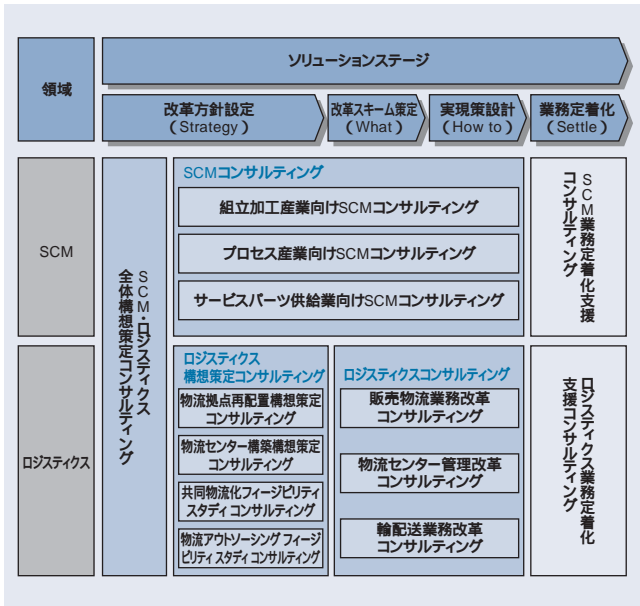 領域
ソリューションステージ
改革方針設定
（Strategy）
改革スキーム策定
（What）
実現策設計
（How to）
業務定着化
（Settle）
SCM
SCM・ロジスティクス
全体構想策定コンサルティング
SCMコンサルティング
組立加工産業向けSCMコンサルティング
プロセス産業向けSCMコンサルティング
サービスパーツ供給業向けSCMコンサルティング
SCM業務定着化支援
コンサルティング
ロジスティクス
ロジスティクス
構想策定コンサルティング
物流拠点再配置構想策定
コンサルティング
物流センター構築構想策定
コンサルティング
共同物流化フィージビリティ
スタディ コンサルティング
物流アウトソーシング フィージ
ビリティ スタディ コンサルティング
ロジスティクスコンサルティング
販売物流業務改革
コンサルティング
物流センター管理改革
コンサルティング
輸配送業務改革
コンサルティング
ロジスティクス業務定着化
支援コンサルティング